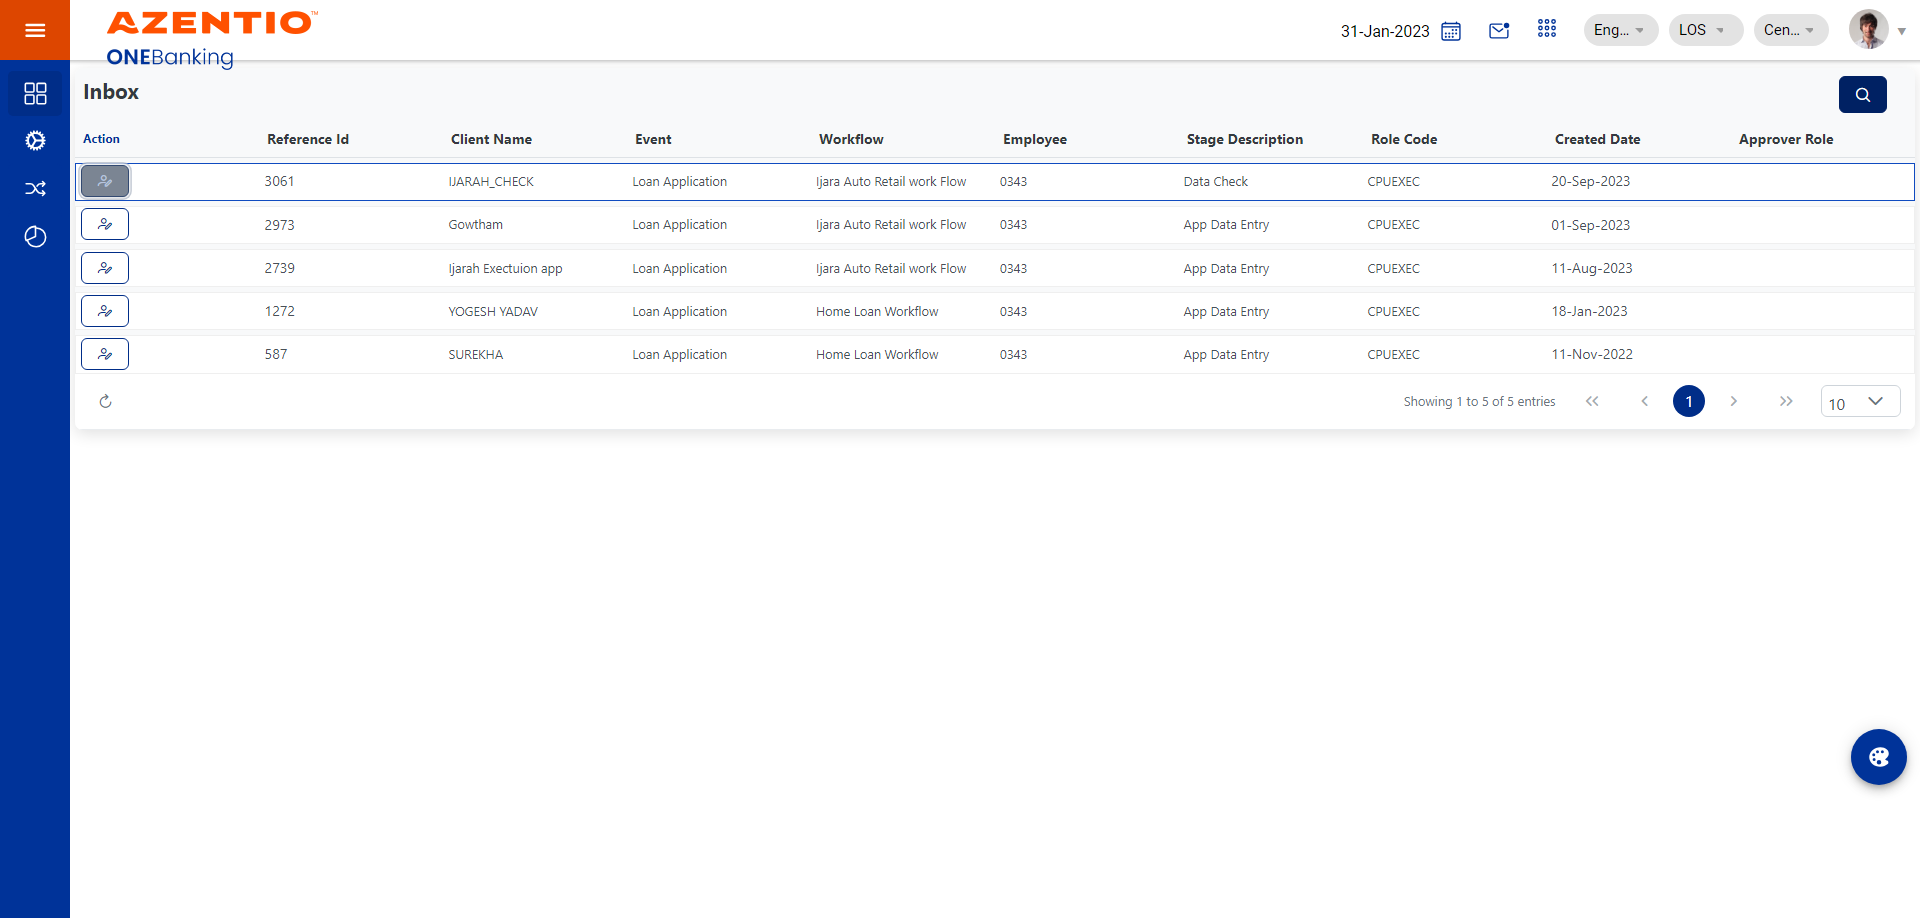 AZENTIO™
ONEBanking
31-Jan-2023 Eng... LOS Cen...
Inbox
Action Reference Id Client Name Event Workflow Employee Stage Description Role Code Created Date Approver Role
3061 IJARAH_CHECK Loan Application Ijara Auto Retail work Flow 0343 Data Check CPUEXEC 20-Sep-2023
2973 Gowtham Loan Application Ijara Auto Retail work Flow 0343 App Data Entry CPUEXEC 01-Sep-2023
2739 Ijarah Exectuion app Loan Application Ijara Auto Retail work Flow 0343 App Data Entry CPUEXEC 11-Aug-2023
1272 YOGESH YADAV Loan Application Home Loan Workflow 0343 App Data Entry CPUEXEC 18-Jan-2023
587 SUREKHA Loan Application Home Loan Workflow 0343 App Data Entry CPUEXEC 11-Nov-2022
Showing 1 to 5 of 5 entries 1 10